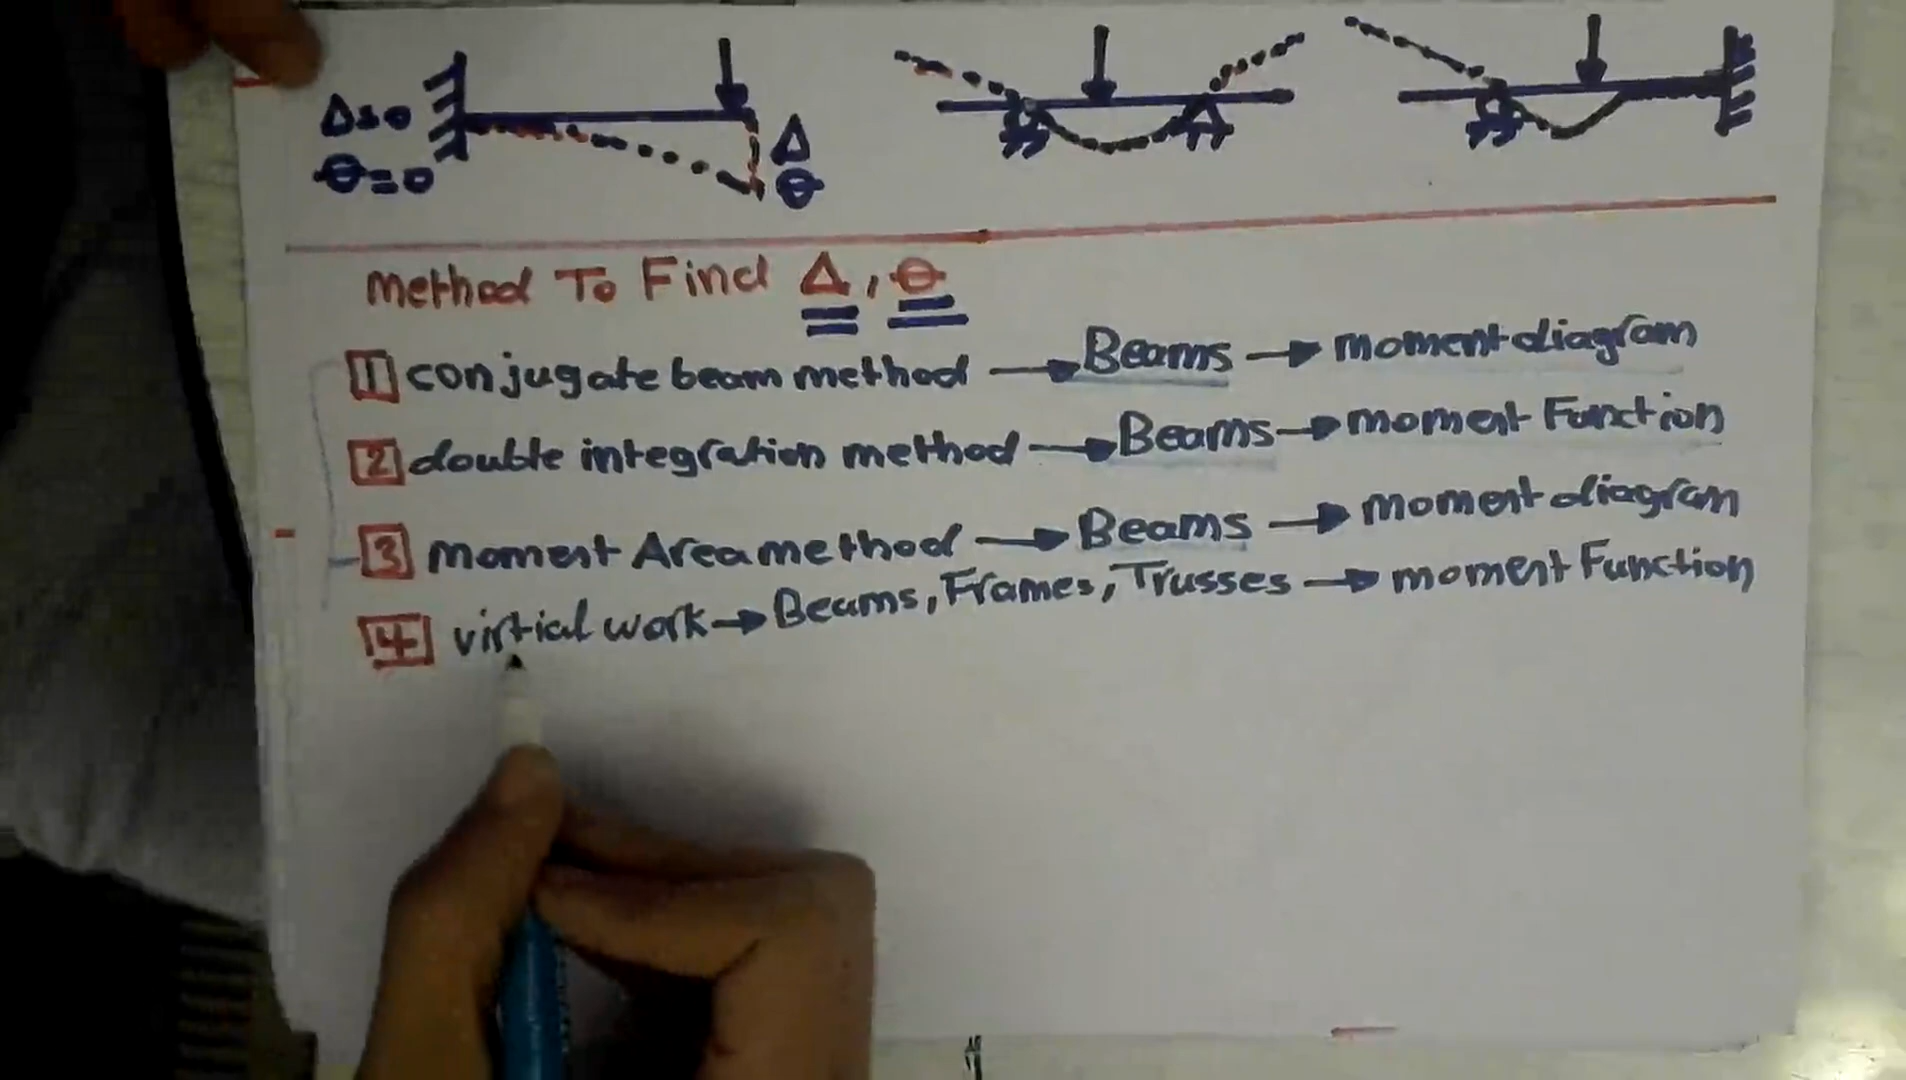 Δ=0
θ=0
Δ
θ
Method To Find Δ, θ
1 conjugate beam method → Beams → moment diagram
2 double integration method → Beams → moment Function
3 moment Area method → Beams → moment diagram
4 virtial work → Beams, Frames, Trusses → moment Function